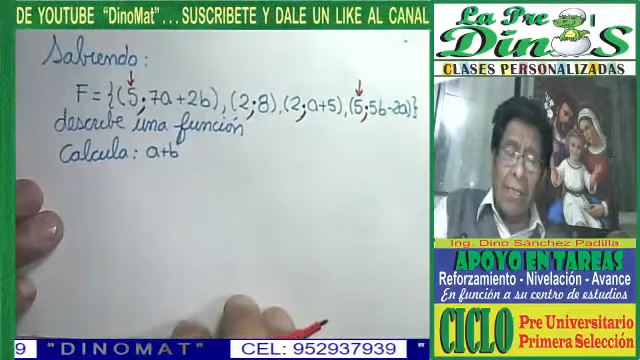 DE YOUTUBE "DinoMat"... SUSCRIBETE Y DALE UN LIKE AL CANAL
La Pre
DinoS
CLASES PERSONALIZADAS
Sabiendo:
F = {(5; 7a+2b), (2; 8), (2; a+5), (5; 5b-2a)}
describe una función
Calcula: a+b
Ing. Dino Sánchez Padilla
APOYO EN TAREAS
Reforzamiento - Nivelación - Avance
En función a su centro de estudios
CICLO Pre Universitario
Primera Selección
9 "DINOMAT" CEL: 952937939